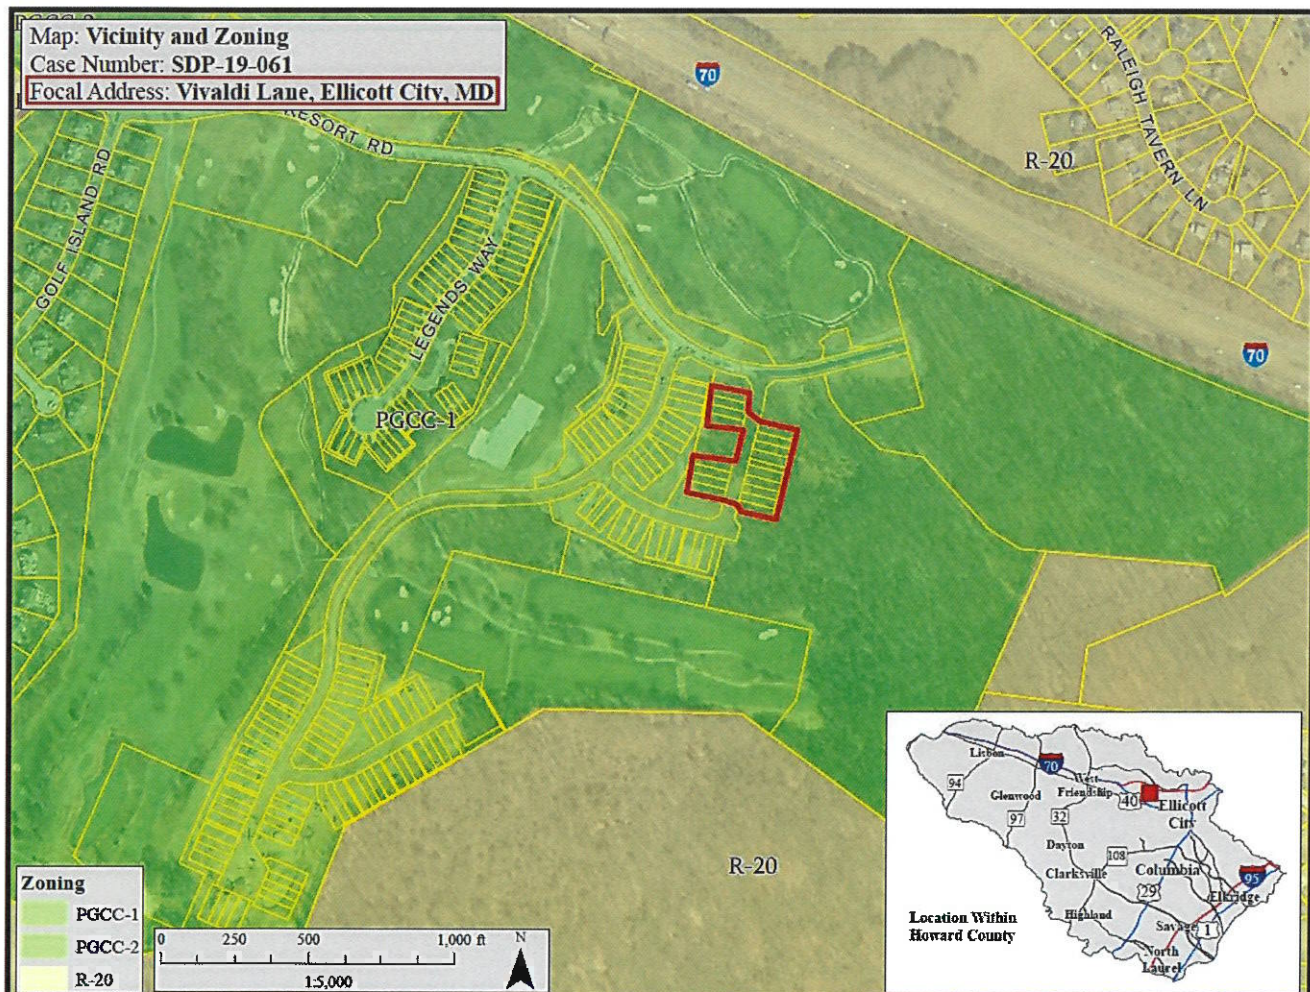 PGCC-2
Map: Vicinity and Zoning
Case Number: SDP-19-061
Focal Address: Vivaldi Lane, Ellicott City, MD
RESORT RD
GOLF ISLAND RD
LEGENDS WAY
PGCC-1
70
RALEIGH TAVERN LN
R-20
70
R-20
Zoning
PGCC-1
PGCC-2
R-20
0 250 500 1,000 ft
1:5,000
N
Lisbon
70
94
Glenwood
West
Friendship
40
Ellicott
City
97
32
Dayton
108
Clarksville
Columbia
95
29
Elkridge
Highland
Savage
1
North
Laurel
Location Within
Howard County